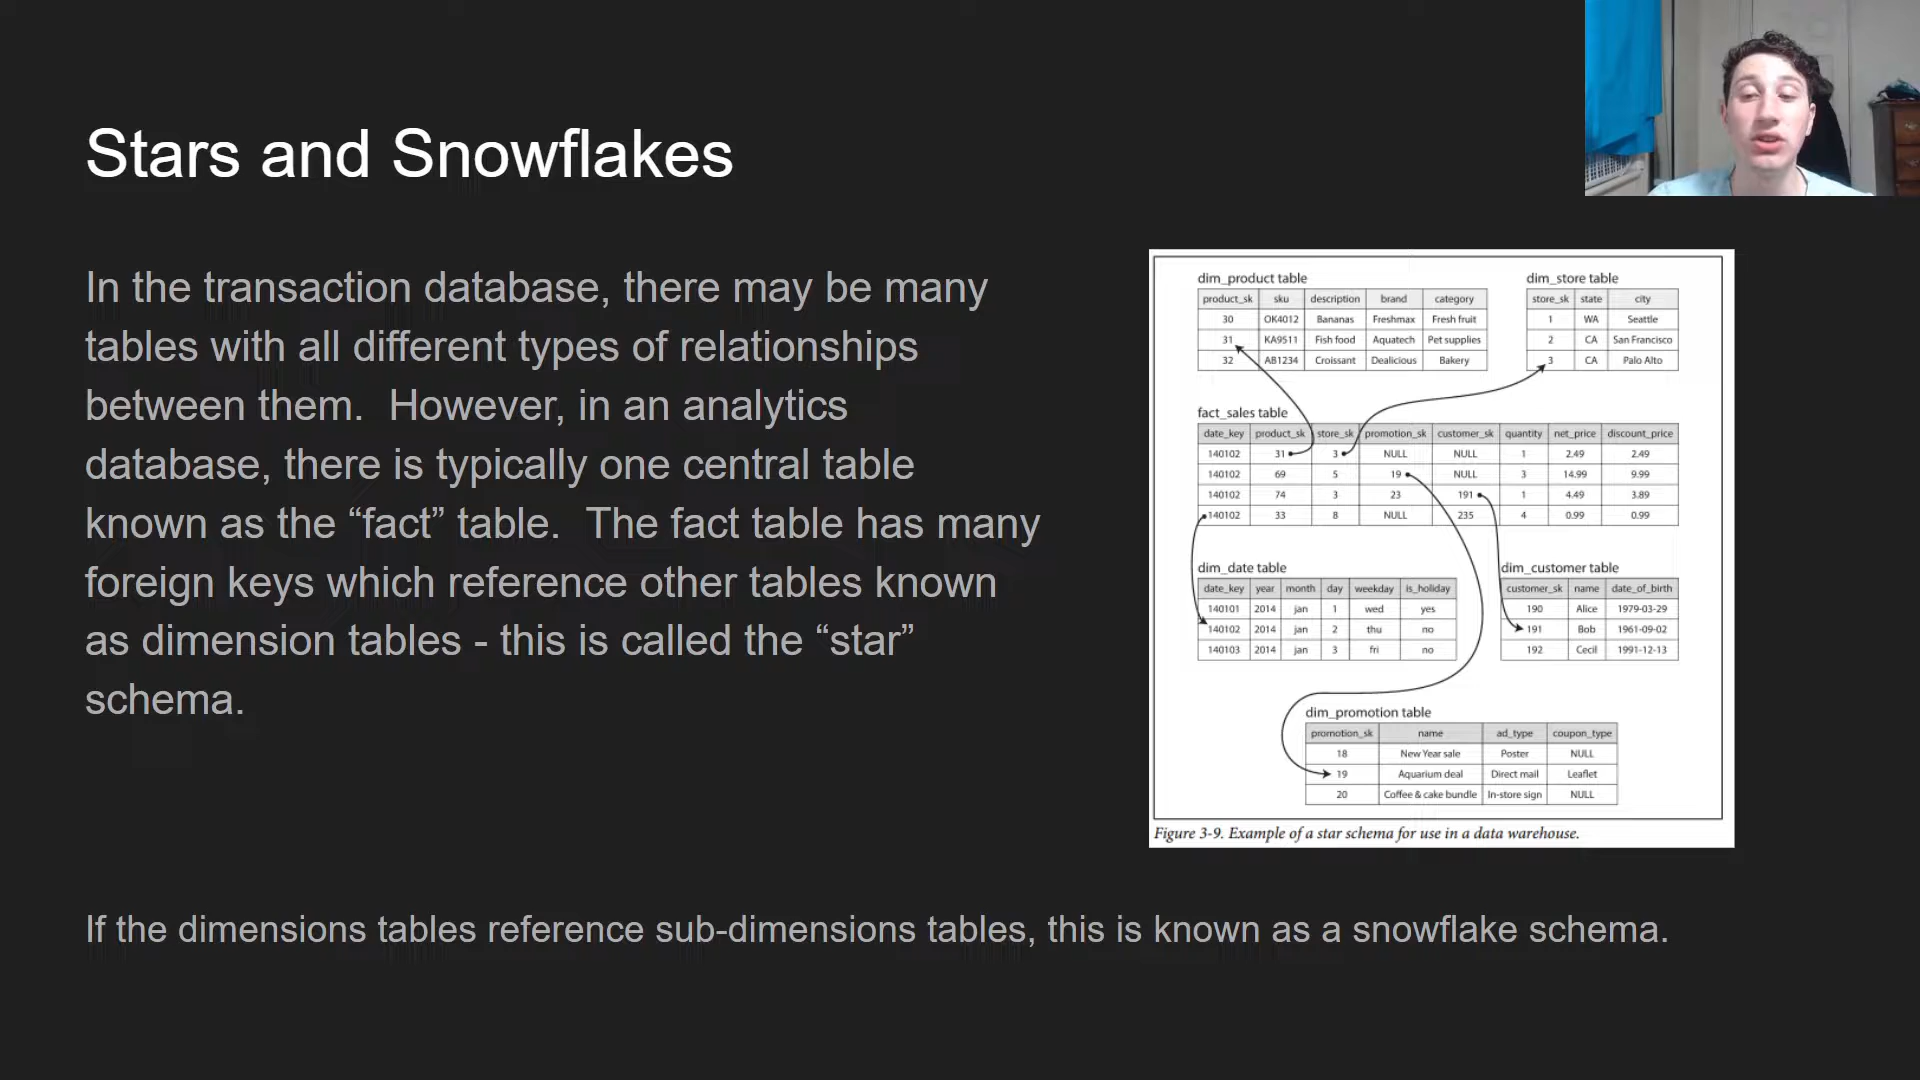 Stars and Snowflakes
In the transaction database, there may be many
tables with all different types of relationships
between them.  However, in an analytics
database, there is typically one central table
known as the “fact” table.  The fact table has many
foreign keys which reference other tables known
as dimension tables - this is called the “star”
schema.
dim_product table
product_sk sku description brand category
30 OK4012 Bananas Freshmax Fresh fruit
31 KA9511 Fish food Aquatech Pet supplies
32 AB1234 Croissant Dealicious Bakery
dim_store table
store_sk state city
1 WA Seattle
2 CA San Francisco
3 CA Palo Alto
fact_sales table
date_key product_sk store_sk promotion_sk customer_sk quantity net_price discount_price
140102 31 3 NULL NULL 1 2.49 2.49
140102 69 5 19 NULL 3 14.99 9.99
140102 74 3 23 191 1 4.49 3.89
140102 33 8 NULL 235 4 0.99 0.99
dim_date table
date_key year month day weekday is_holiday
140101 2014 jan 1 wed yes
140102 2014 jan 2 thu no
140103 2014 jan 3 fri no
dim_customer table
customer_sk name date_of_birth
190 Alice 1979-03-29
191 Bob 1961-09-02
192 Cecil 1991-12-13
dim_promotion table
promotion_sk name ad_type coupon_type
18 New Year sale Poster NULL
19 Aquarium deal Direct mail Leaflet
20 Coffee & cake bundle In-store sign NULL
Figure 3-9. Example of a star schema for use in a data warehouse.
If the dimensions tables reference sub-dimensions tables, this is known as a snowflake schema.